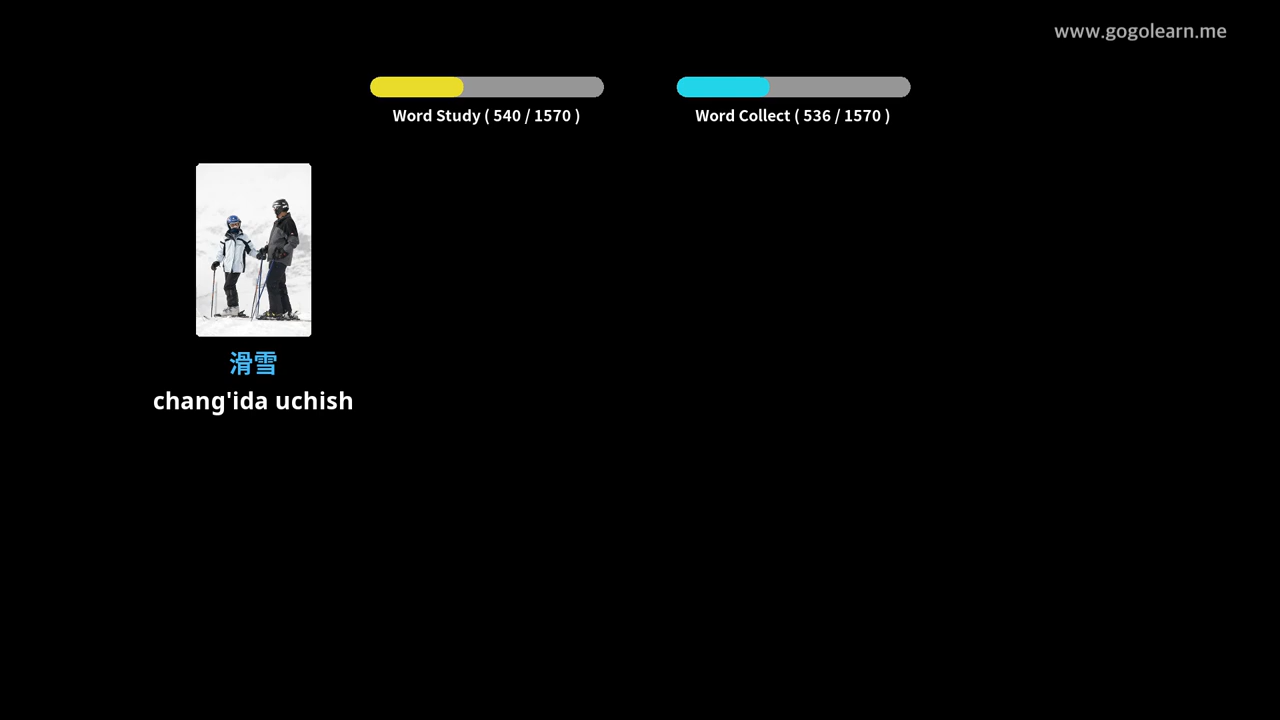 www.gogolearn.me
Word Study ( 540 / 1570 )
Word Collect ( 536 / 1570 )
滑雪
chang'ida uchish